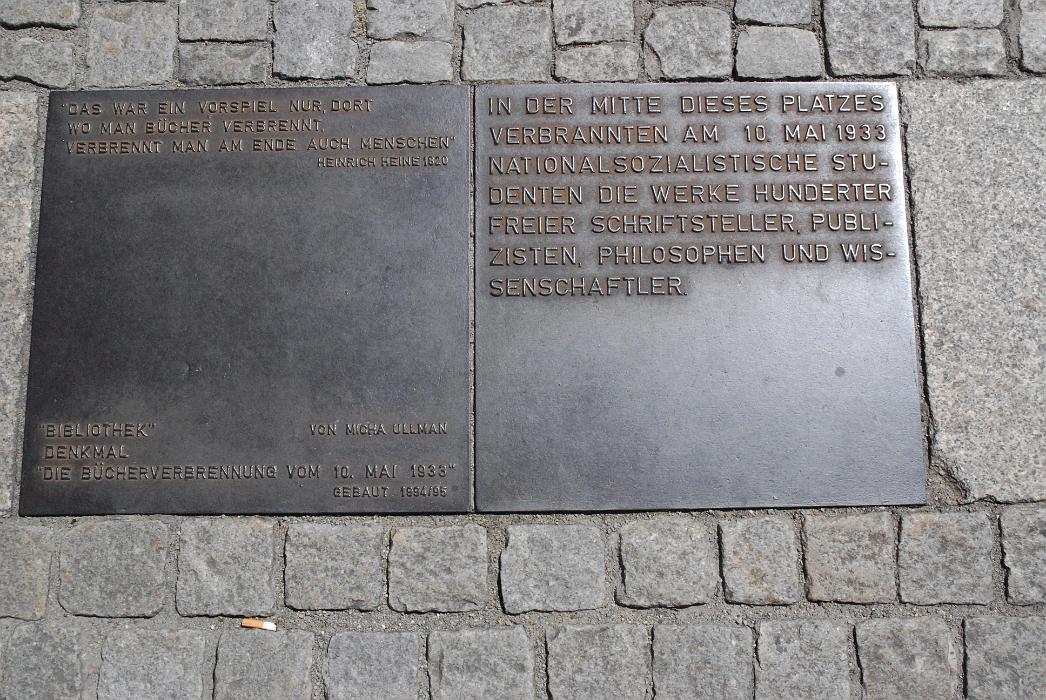 "DAS WAR EIN VORSPIEL NUR, DORT
WO MAN BÜCHER VERBRENNT,
VERBRENNT MAN AM ENDE AUCH MENSCHEN"
HEINRICH HEINE 1820
"BIBLIOTHEK"
VON MICHA ULLMAN
DENKMAL
"DIE BÜCHERVERBRENNUNG VOM 10. MAI 1933"
GEBAUT 1994/95
IN DER MITTE DIESES PLATZES
VERBRANNTEN AM 10. MAI 1933
NATIONALSOZIALISTISCHE STU-
DENTEN DIE WERKE HUNDERTER
FREIER SCHRIFTSTELLER, PUBLI-
ZISTEN, PHILOSOPHEN UND WIS-
SENSCHAFTLER.